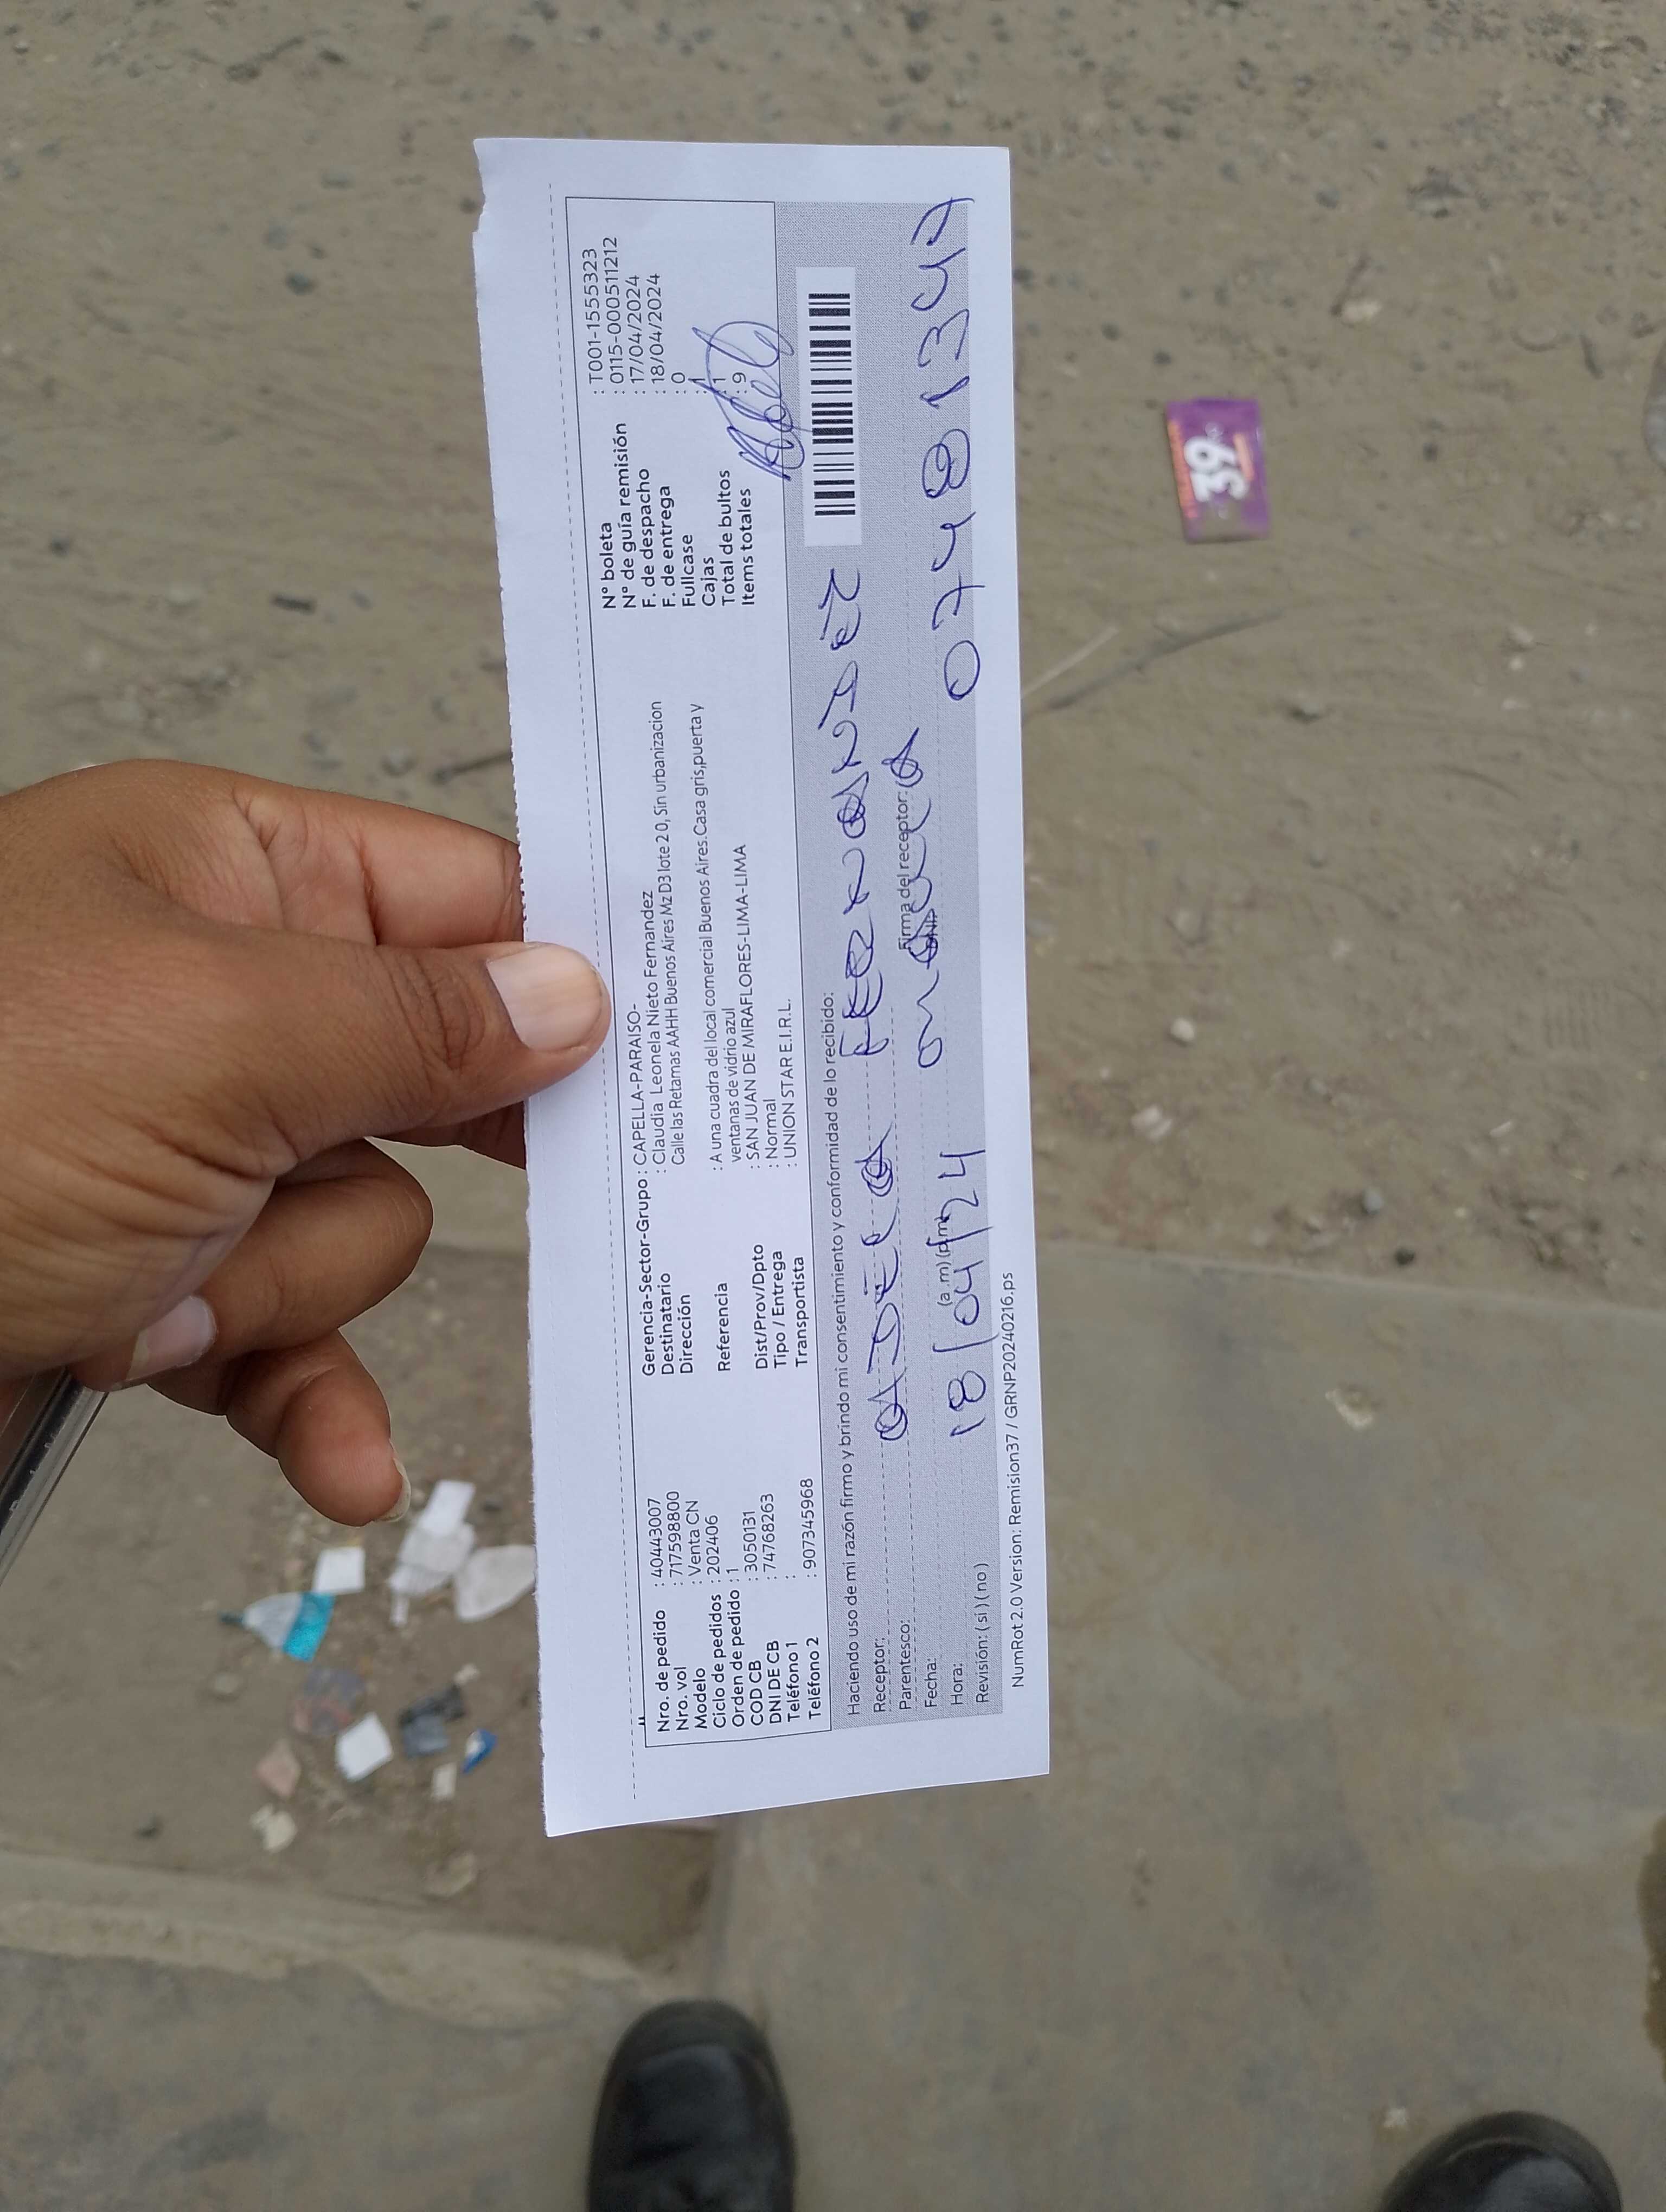 Nro. de pedido : 40443007
Nro. vol : 717598800
Modelo : Venta CN
Ciclo de pedidos : 202406
Orden de pedido : 1
COD CB : 3050131
DNI DE CB : 74768263
Teléfono 1 :
Teléfono 2 : 907345968
Gerencia-Sector-Grupo : CAPELLA-PARAISO-
Destinatario : Claudia Leonela Nieto Fernandez
Dirección Calle las Retamas AAHH Buenos Aires Mz D3 lote 20, Sin urbanizacion
Referencia : A una cuadra del local comercial Buenos Aires.Casa gris,puerta y
ventanas de vidrio azul
Dist/Prov/Dpto : SAN JUAN DE MIRAFLORES-LIMA-LIMA
Tipo / Entrega : Normal
Transportista : UNION STAR E.I.R.L.
N° boleta : T001-1555323
N° de guía remisión : 0115-000511212
F. de despacho : 17/04/2024
F. de entrega : 18/04/2024
Fullcase : 0
Cajas : 1
Total de bultos : 1
Items totales : 9
Haciendo uso de mi razón firmo y brindo mi consentimiento y conformidad de lo recibido:
Receptor: ADELA FERNANDEZ
Parentesco:
Firma del receptor:
Fecha: 18/04/24
DNI:
Hora: (a.m) (p.m)
Revisión: (si) (no)
NumRot 2.0 Version: Remision37 / GRNP20240216.ps
39